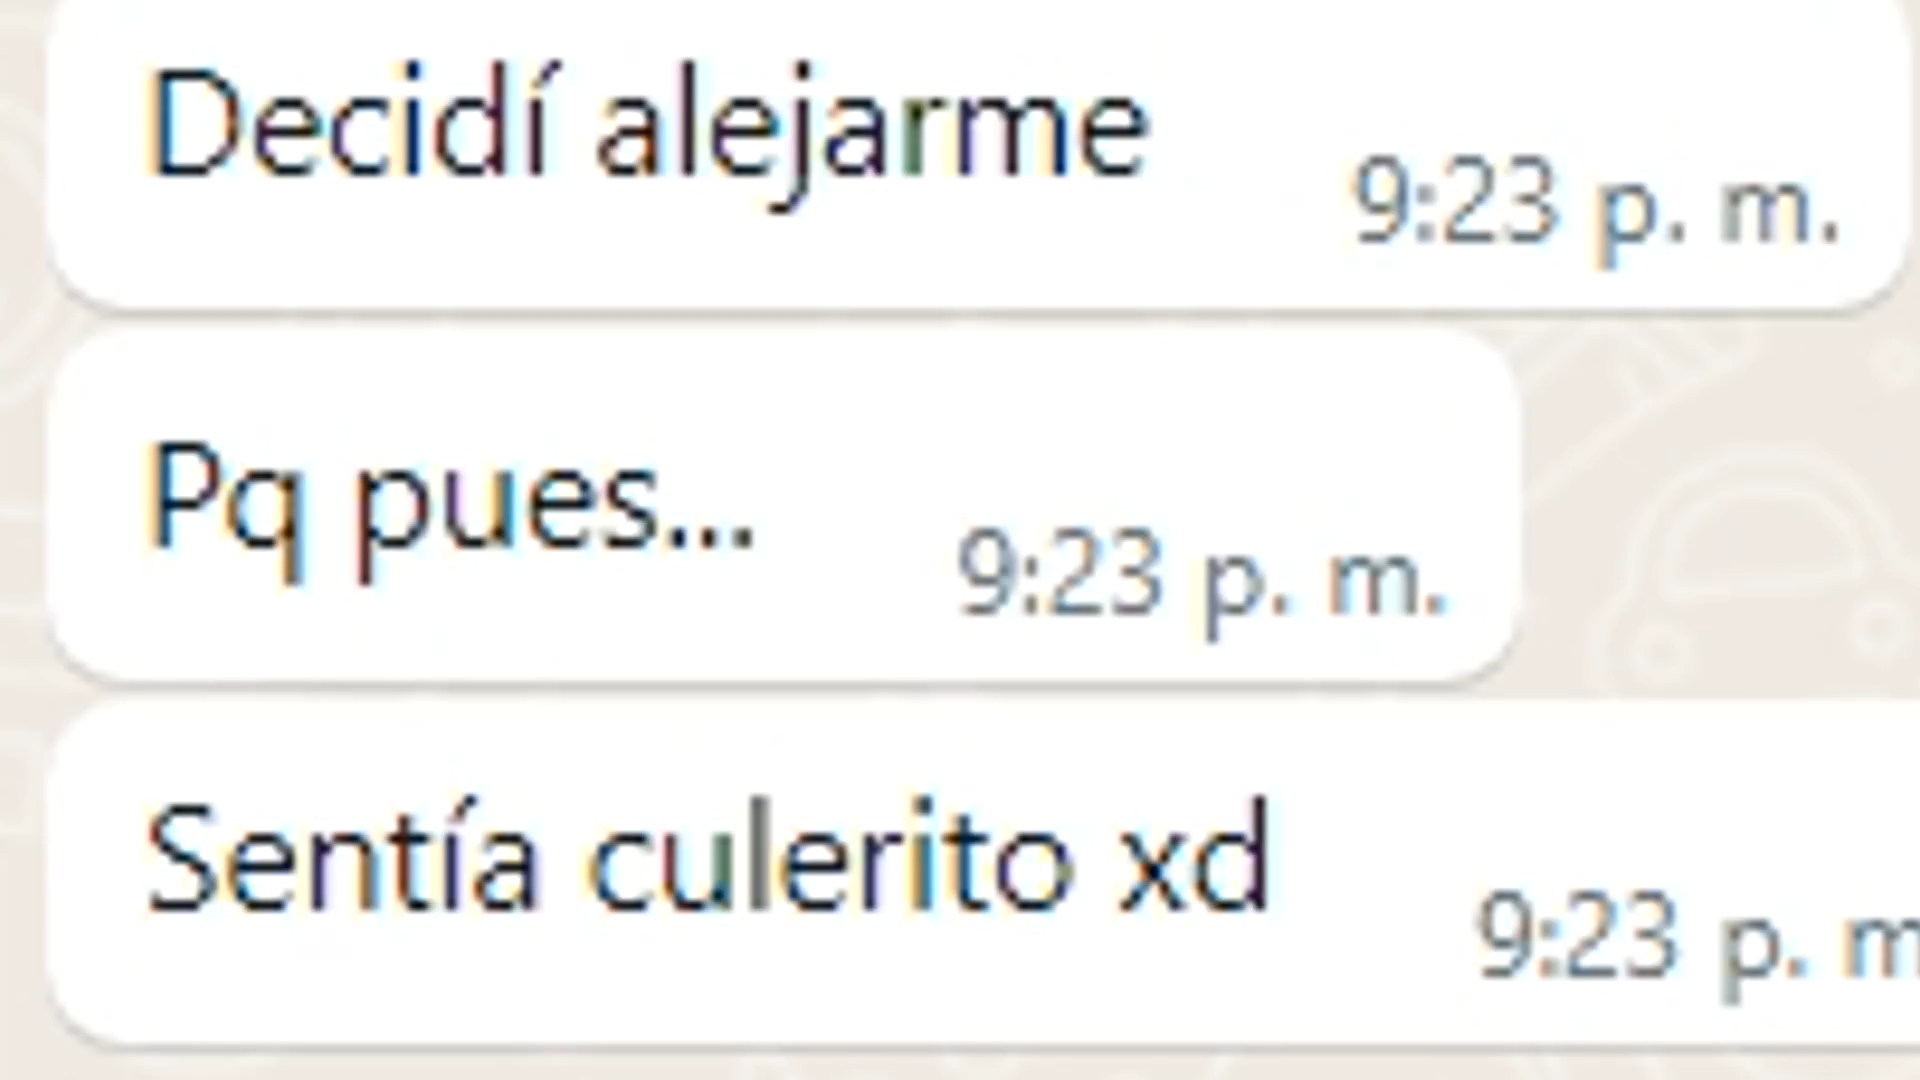 Decidí alejarme
9:23 p. m.
Pq pues...
9:23 p. m.
Sentía culerito xd
9:23 p. m